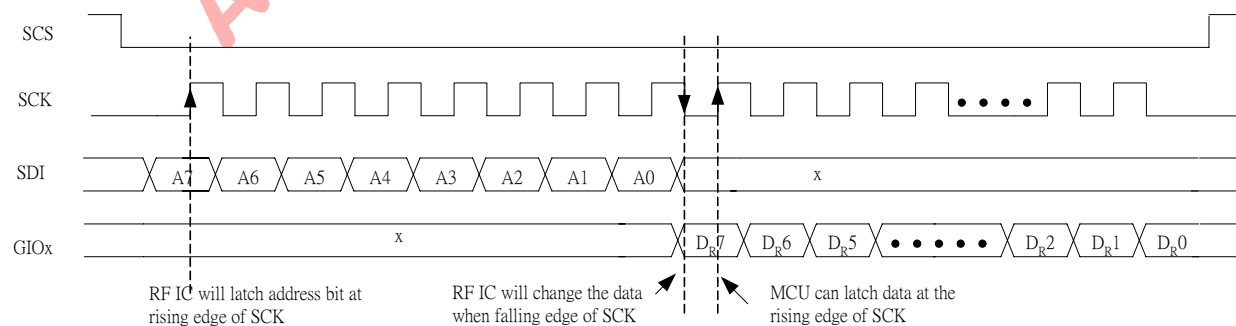 SCS
SCK
SDI A7 A6 A5 A4 A3 A2 A1 A0 x
GIOx x DR7 DR6 DR5 DR2 DR1 DR0
RF IC will latch address bit at
rising edge of SCK
RF IC will change the data
when falling edge of SCK
MCU can latch data at the
rising edge of SCK